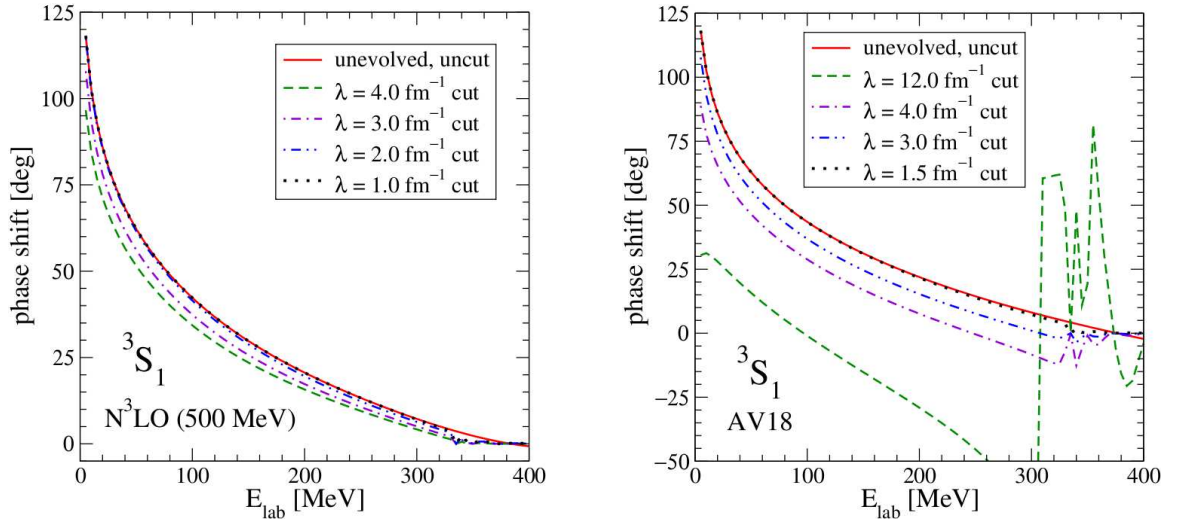 125
100
75
50
25
0
phase shift [deg]
unevolved, uncut
λ = 4.0 fm⁻¹ cut
λ = 3.0 fm⁻¹ cut
λ = 2.0 fm⁻¹ cut
λ = 1.0 fm⁻¹ cut
³S₁
N³LO (500 MeV)
0 100 200 300 400
E_lab [MeV]
125
100
75
50
25
0
−25
−50
phase shift [deg]
unevolved, uncut
λ = 12.0 fm⁻¹ cut
λ = 4.0 fm⁻¹ cut
λ = 3.0 fm⁻¹ cut
λ = 1.5 fm⁻¹ cut
³S₁
AV18
0 100 200 300 400
E_lab [MeV]